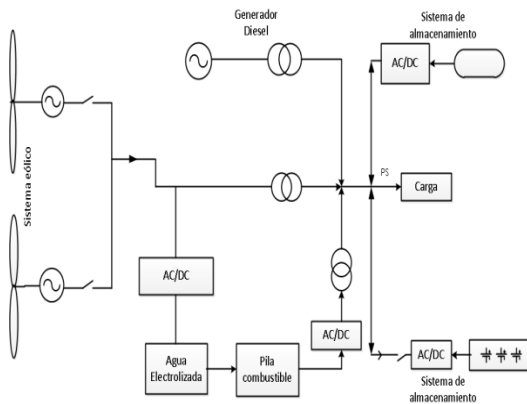 Generador
Diesel
Sistema de
almacenamiento
AC/DC
Sistema eólico
PS
Carga
AC/DC
AC/DC
AC/DC
Agua
Electrolizada
Pila
combustible
Sistema de
almacenamiento